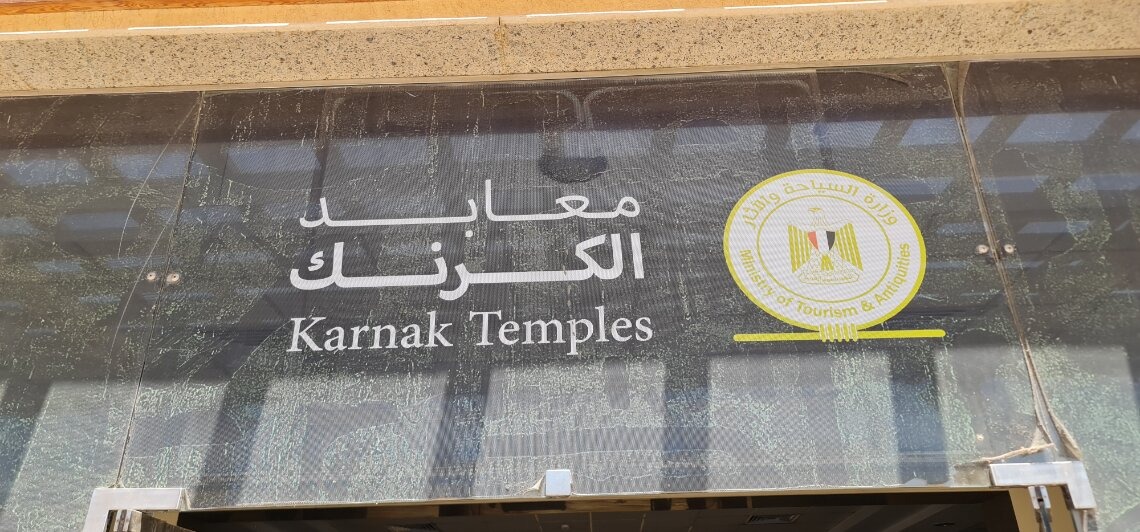 معابد
الكرنك
Karnak Temples
وزارة السياحة والآثار
Ministry of Tourism & Antiquities